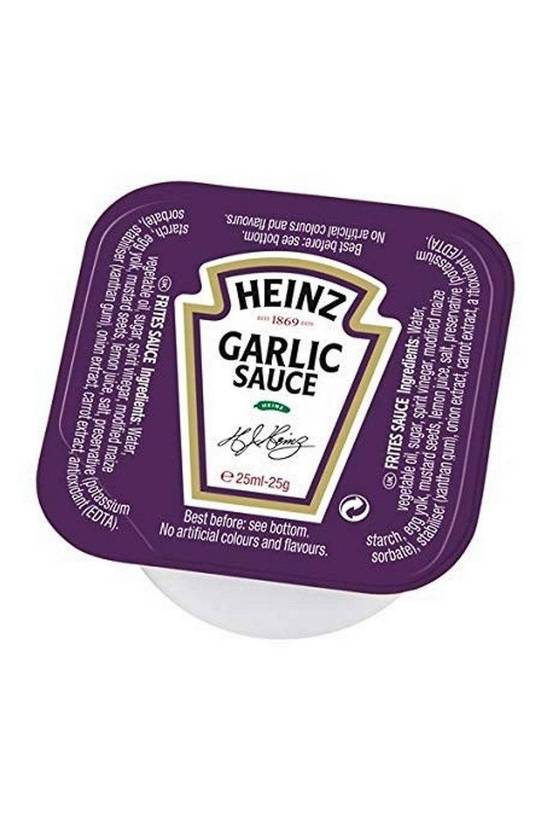 HEINZ
ESTD 1869 ESTD
GARLIC
SAUCE
HEINZ
H J Heinz
e 25ml-25g
Best before: see bottom.
No artificial colours and flavours.
Best before: see bottom.
No artificial colours and flavours.
UK FRITES SAUCE Ingredients: Water,
vegetable oil, sugar, spirit vinegar, modified maize
starch, egg yolk, mustard seeds, lemon juice, salt, preservative (potassium
sorbate), stabiliser (xanthan gum), onion extract, carrot extract, antioxidant (EDTA).
UK FRITES SAUCE Ingredients: Water,
vegetable oil, sugar, spirit vinegar, modified maize
starch, egg yolk, mustard seeds, lemon juice, salt, preservative (potassium
sorbate), stabiliser (xanthan gum), onion extract, carrot extract, antioxidant (EDTA).